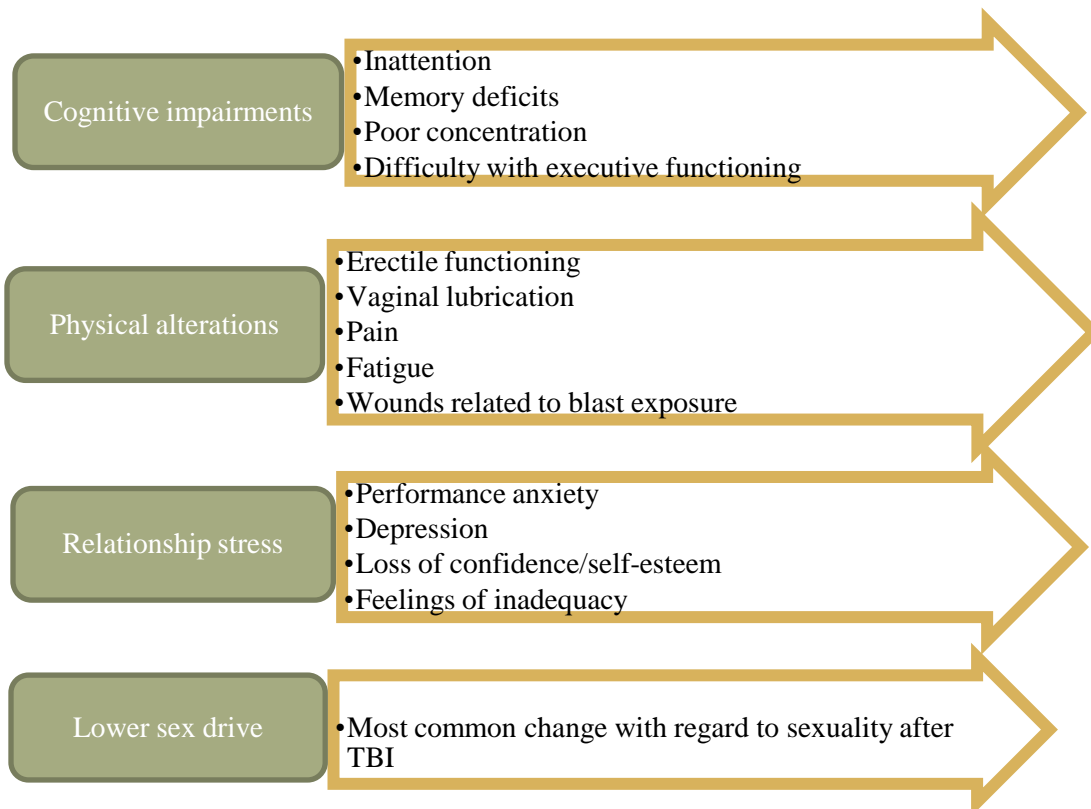 Cognitive impairments
•Inattention
•Memory deficits
•Poor concentration
•Difficulty with executive functioning
Physical alterations
•Erectile functioning
•Vaginal lubrication
•Pain
•Fatigue
•Wounds related to blast exposure
Relationship stress
•Performance anxiety
•Depression
•Loss of confidence/self-esteem
•Feelings of inadequacy
Lower sex drive
•Most common change with regard to sexuality after
TBI